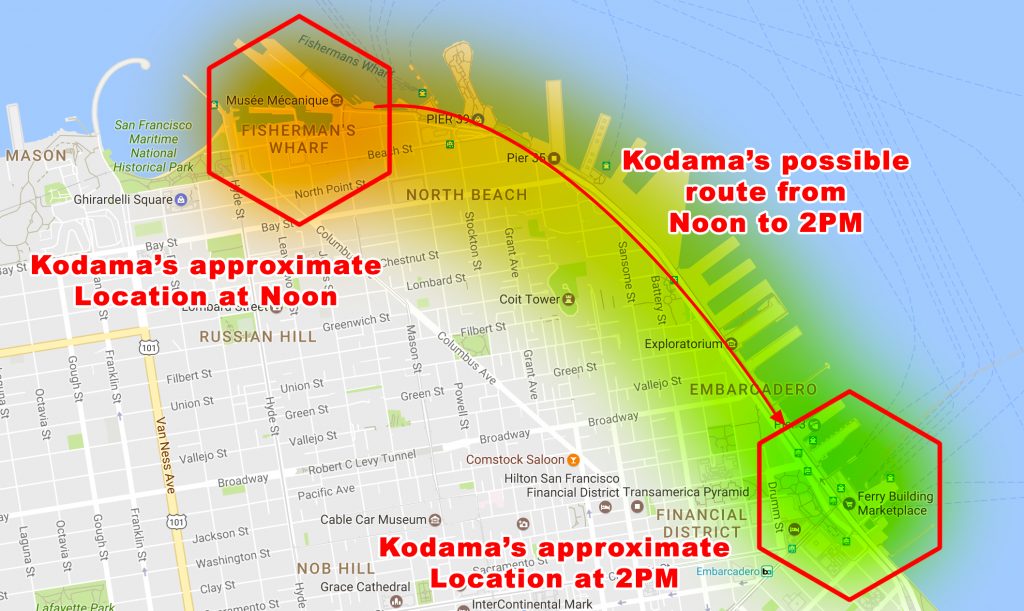 Fishermans Wharf
Musée Mécanique
FISHERMAN'S
WHARF
PIER 39
San Francisco
Maritime
National
Historical Park
MASON
Beach St
Pier 35
Kodama's possible
route from
Noon to 2PM
Ghirardelli Square
Hyde St
North Point St
NORTH BEACH
Bay St
Bay St
Columbus
Stockton St
Grant Ave
Sansome St
Battery St
Kodama's approximate
Location at Noon
Chestnut St
Lombard St
Lombard Street
Coit Tower
RUSSIAN HILL
Greenwich St
Filbert St
Mason St
Columbus Ave
Exploratorium
101
Gough St
Franklin St
Laguna St
Octavia St
Filbert St
Union St
Union St
Green St
Green St
Grant Ave
Powell St
Hyde St
Vallejo St
EMBARCADERO
Van Ness Ave
Vallejo St
Vallejo St
Broadway
Broadway
Robert C Levy Tunnel
Comstock Saloon
Hilton San Francisco
Financial District
Transamerica Pyramid
Pacific Ave
Drumm St
Ferry Building
Marketplace
FINANCIAL
DISTRICT
101
Cable Car Museum
Jackson St
Washington St
Clay St
Kodama's approximate
Location at 2PM
Laguna St
Octavia St
Gough St
Franklin St
NOB HILL
Sacramento St
Embarcadero
Grace Cathedral
InterContinental Mark
Lafayette Park